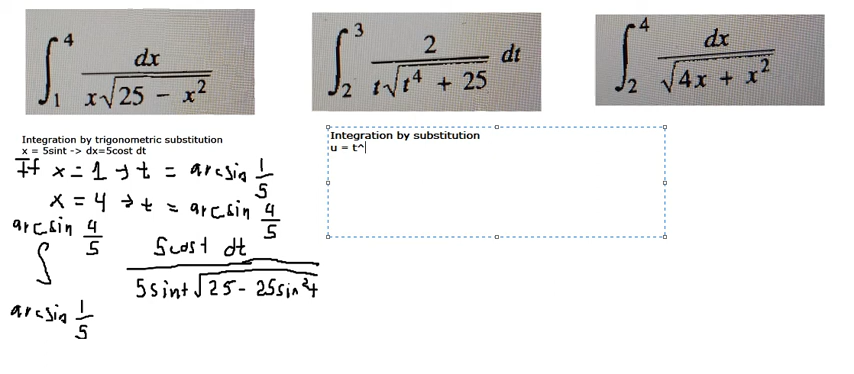 ∫₁⁴ dx / x√25 − x²
∫₂³ 2 / t√t⁴ + 25 dt
∫₂⁴ dx / √4x + x²
Integration by trigonometric substitution
x = 5sint -> dx=5cost dt
If x = 1 → t = arcsin 1/5
x = 4 → t = arcsin 4/5
arcsin 4/5
∫ 5cost dt / 5sint √25 - 25sin²t
arcsin 1/5
Integration by substitution
u = t^